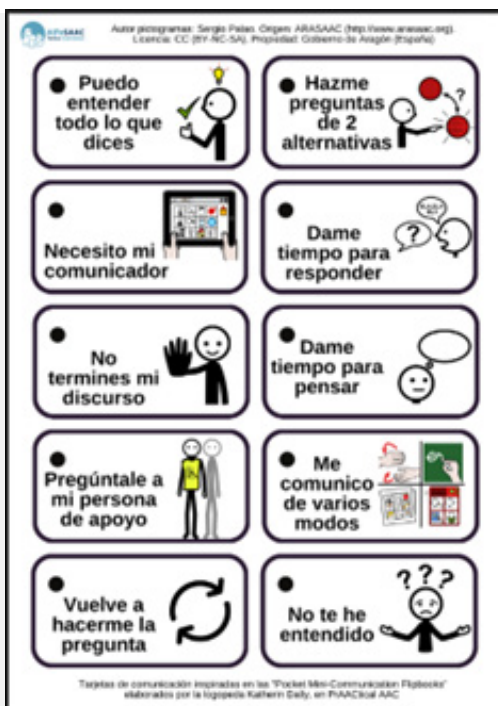 ARASAAC
Autor pictogramas: Sergio Palao. Origen: ARASAAC (http://www.arasaac.org).
Licencia: CC (BY-NC-SA). Propiedad: Gobierno de Aragón (España)
Puedo
entender
todo lo que
dices
Hazme
preguntas
de 2
alternativas
?
Necesito mi
comunicador
Dame
tiempo para
responder
?
No
termines mi
discurso
Dame
tiempo para
pensar
Pregúntale a
mi persona
de apoyo
Me
comunico
de varios
modos
Vuelve a
hacerme la
pregunta
No te he
entendido
? ? ?
Tarjetas de comunicación inspiradas en las "Pocket Mini-Communication Flipbooks"
elaborados por la logopeda Katherin Dally, en PrAACtical AAC